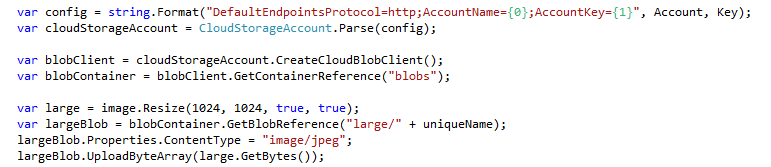 var config = string.Format("DefaultEndpointsProtocol=http;AccountName={0};AccountKey={1}", Account, Key);
var cloudStorageAccount = CloudStorageAccount.Parse(config);
var blobClient = cloudStorageAccount.CreateCloudBlobClient();
var blobContainer = blobClient.GetContainerReference("blobs");
var large = image.Resize(1024, 1024, true, true);
var largeBlob = blobContainer.GetBlobReference("large/" + uniqueName);
largeBlob.Properties.ContentType = "image/jpeg";
largeBlob.UploadByteArray(large.GetBytes());